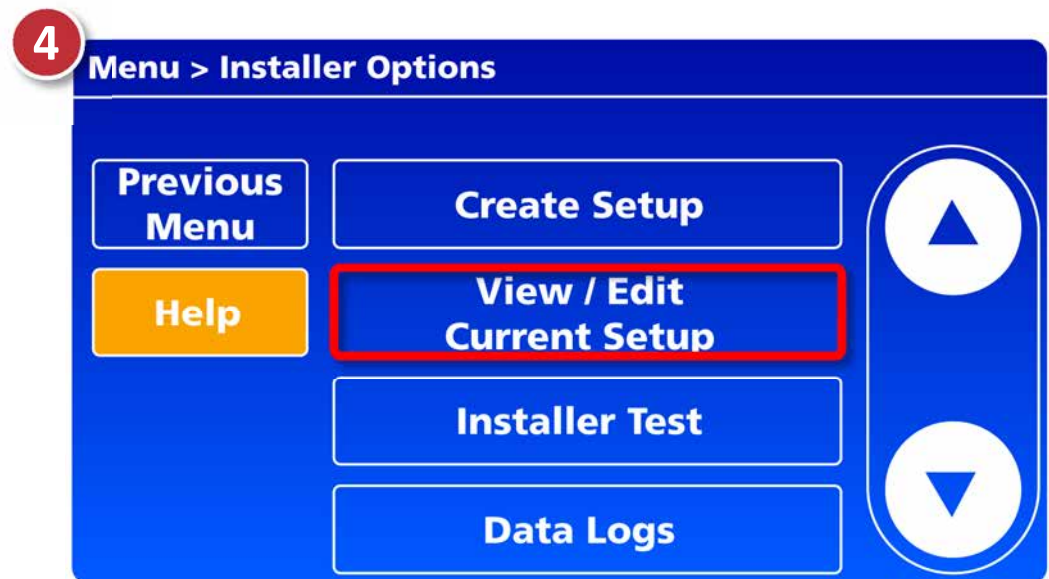 4
Menu > Installer Options
Previous
Menu
Help
Create Setup
View / Edit
Current Setup
Installer Test
Data Logs